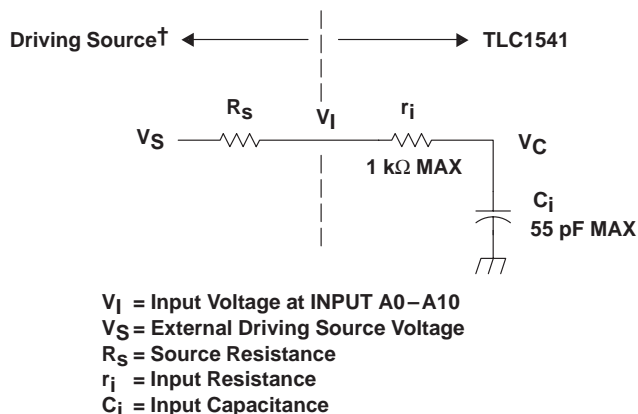 Driving Source†
TLC1541
Rs
VI
ri
VS
VC
1 kΩ MAX
Ci
55 pF MAX
VI = Input Voltage at INPUT A0–A10
VS = External Driving Source Voltage
Rs = Source Resistance
ri = Input Resistance
Ci = Input Capacitance